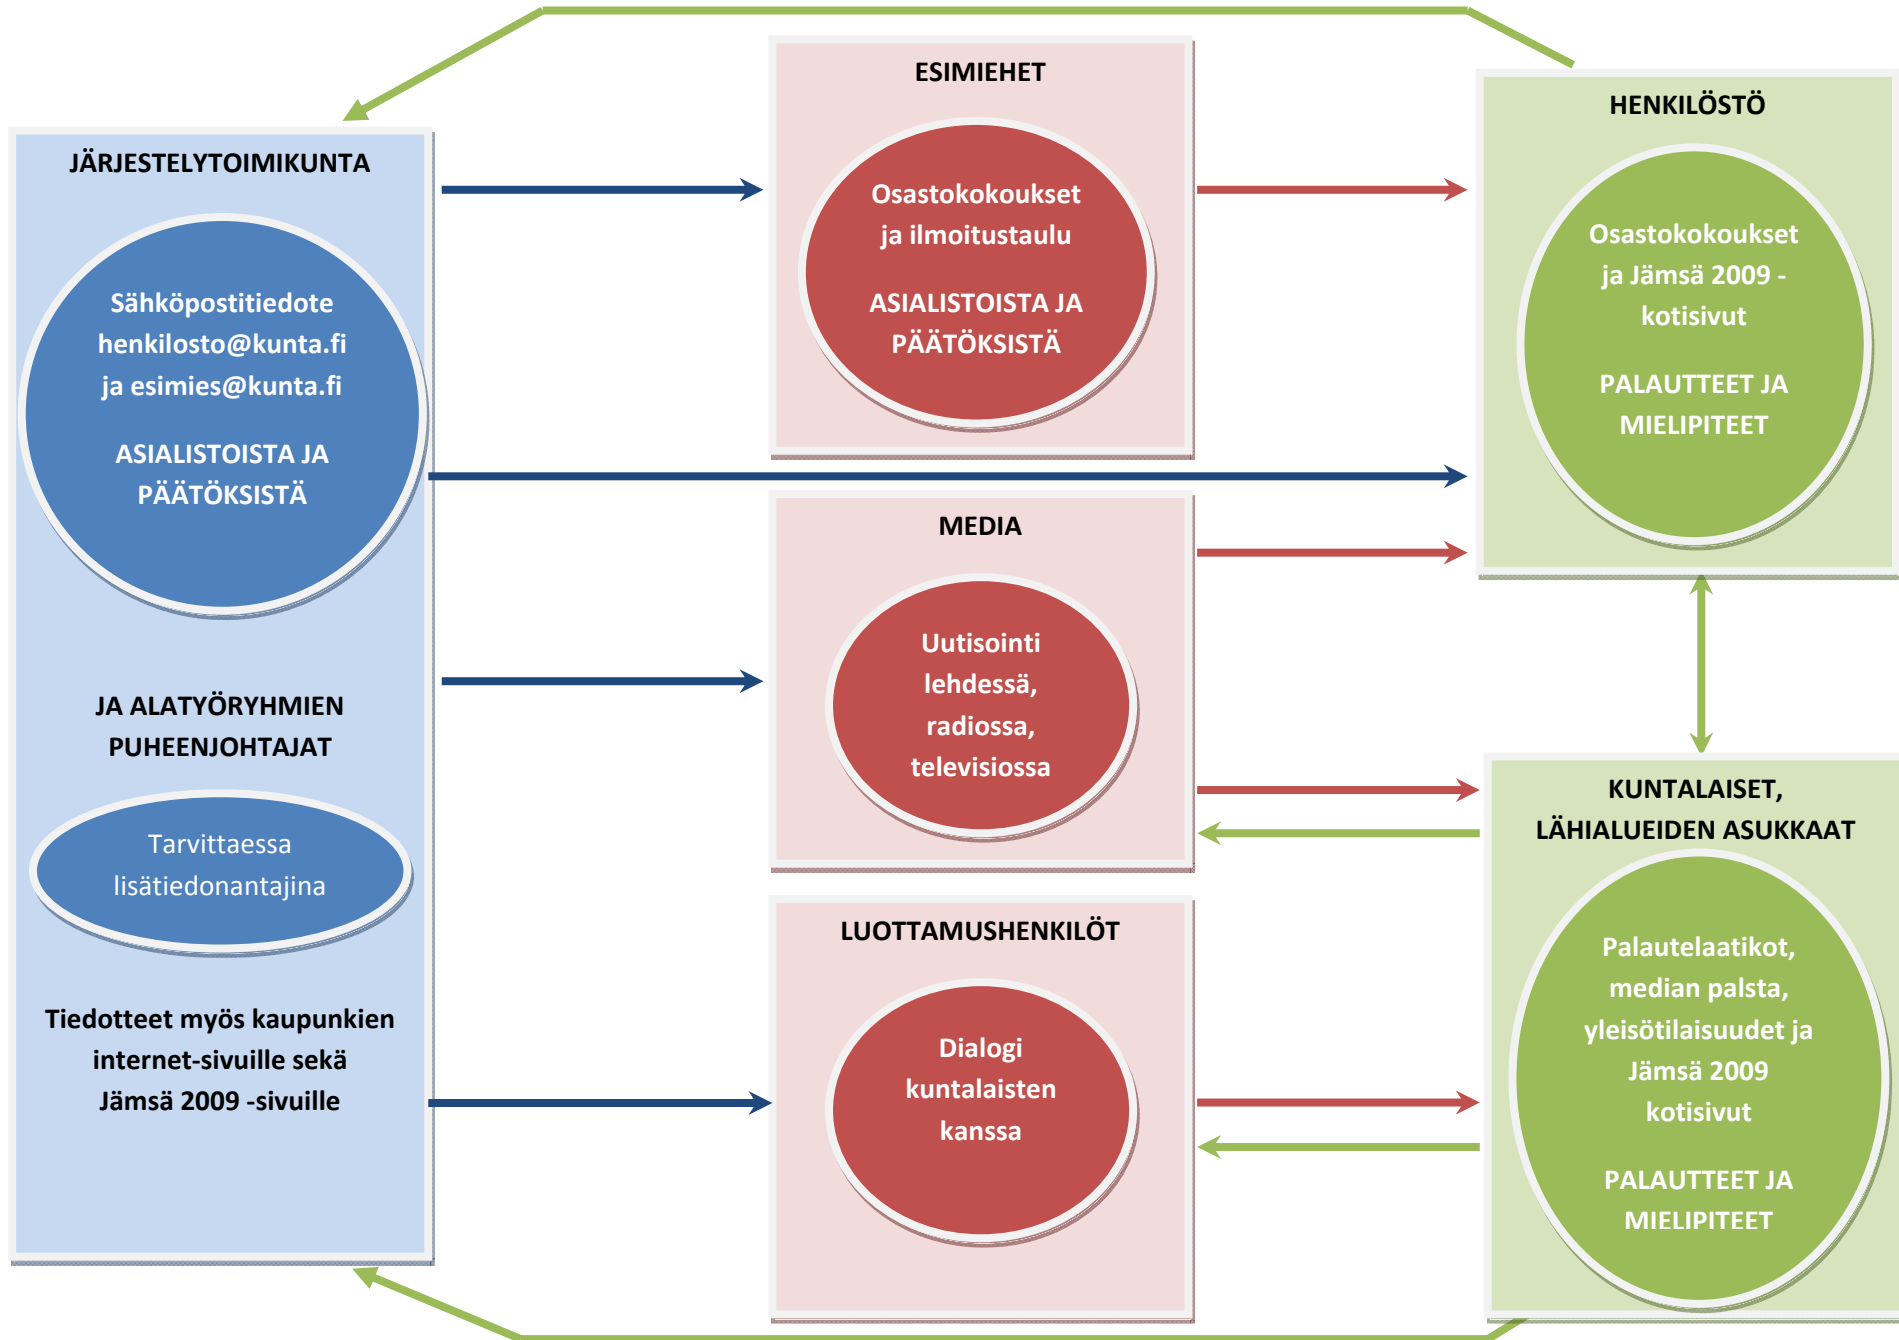 JÄRJESTELYTOIMIKUNTA
Sähköpostitiedote
henkilosto@kunta.fi
ja esimies@kunta.fi
ASIALISTOISTA JA
PÄÄTÖKSISTÄ
JA ALATYÖRYHMIEN
PUHEENJOHTAJAT
Tarvittaessa
lisätiedonantajina
Tiedotteet myös kaupunkien
internet-sivuille sekä
Jämsä 2009 -sivuille
ESIMIEHET
Osastokokoukset
ja ilmoitustaulu
ASIALISTOISTA JA
PÄÄTÖKSISTÄ
MEDIA
Uutisointi
lehdessä,
radiossa,
televisiossa
LUOTTAMUSHENKILÖT
Dialogi
kuntalaisten
kanssa
HENKILÖSTÖ
Osastokokoukset
ja Jämsä 2009 -
kotisivut
PALAUTTEET JA
MIELIPITEET
KUNTALAISET,
LÄHIALUEIDEN ASUKKAAT
Palautelaatikot,
median palsta,
yleisötilaisuudet ja
Jämsä 2009
kotisivut
PALAUTTEET JA
MIELIPITEET